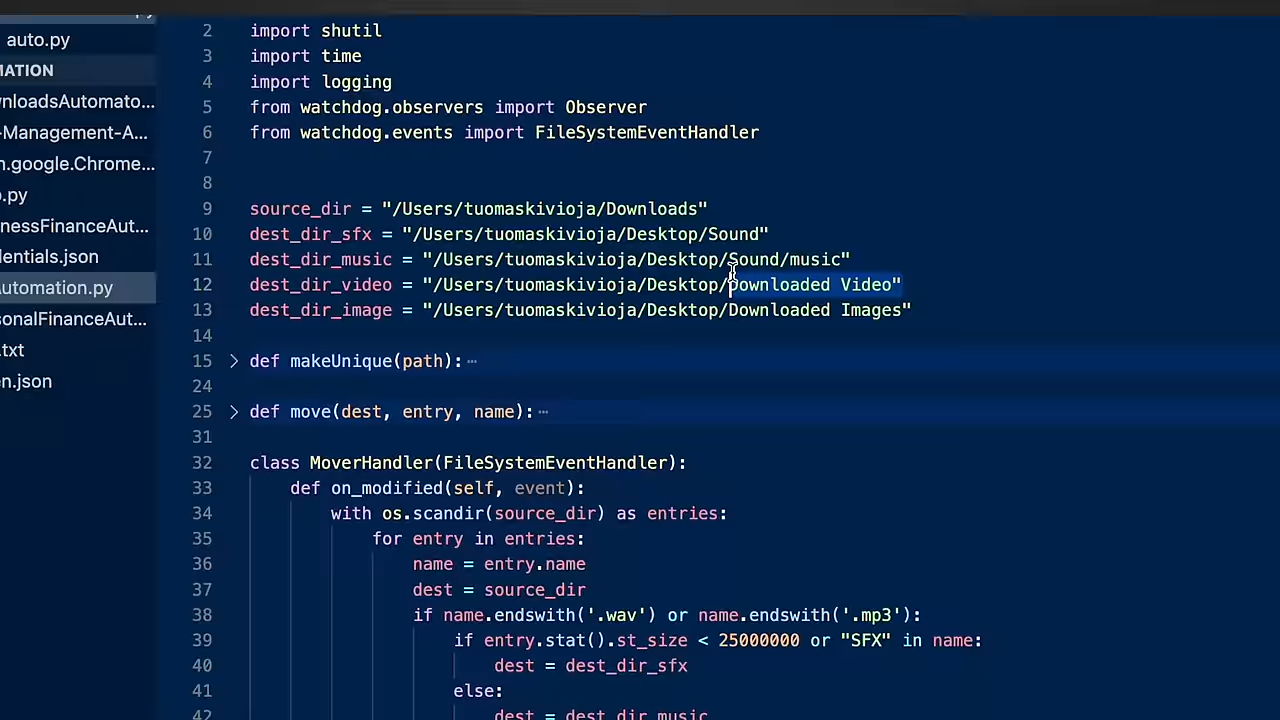 auto.py
MATION
wnloadsAutomato...
-Management-A...
n.google.Chrome...
o.py
nessFinanceAut...
dentials.json
Automation.py
sonalFinanceAut...
.txt
en.json
2 import shutil
3 import time
4 import logging
5 from watchdog.observers import Observer
6 from watchdog.events import FileSystemEventHandler
7
8
9 source_dir = "/Users/tuomaskivioja/Downloads"
10 dest_dir_sfx = "/Users/tuomaskivioja/Desktop/Sound"
11 dest_dir_music = "/Users/tuomaskivioja/Desktop/Sound/music"
12 dest_dir_video = "/Users/tuomaskivioja/Desktop/Downloaded Video"
13 dest_dir_image = "/Users/tuomaskivioja/Desktop/Downloaded Images"
14
15 > def makeUnique(path): ⋯
24
25 > def move(dest, entry, name): ⋯
31
32 class MoverHandler(FileSystemEventHandler):
33 def on_modified(self, event):
34 with os.scandir(source_dir) as entries:
35 for entry in entries:
36 name = entry.name
37 dest = source_dir
38 if name.endswith('.wav') or name.endswith('.mp3'):
39 if entry.stat().st_size < 25000000 or "SFX" in name:
40 dest = dest_dir_sfx
41 else:
42 dest = dest_dir_music